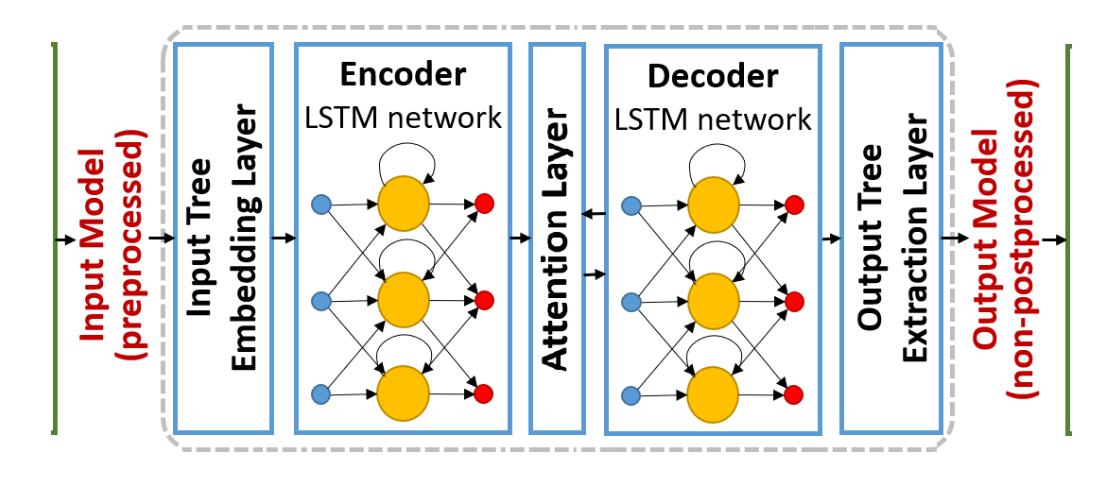 Input Model
(preprocessed)
Input Tree
Embedding Layer
Encoder
LSTM network
Attention Layer
Decoder
LSTM network
Output Tree
Extraction Layer
Output Model
(non-postprocessed)